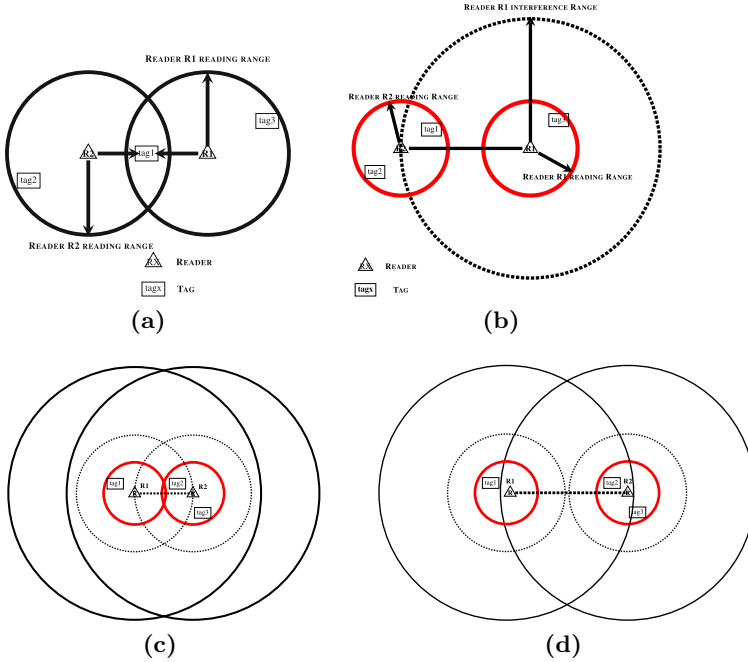 READER R1 READING RANGE
tag3
R2
tag1
R1
tag2
READER R2 READING RANGE
RX
READER
tagx
TAG
(a)
READER R1 INTERFERENCE RANGE
READER R2 READING RANGE
tag3
tag1
R1
tag2
READER R1 READING RANGE
RX
READER
tagx
TAG
(b)
tag1
R1
tag2
R2
R
tag3
(c)
tag1
R1
tag2
R2
R
R
tag3
(d)